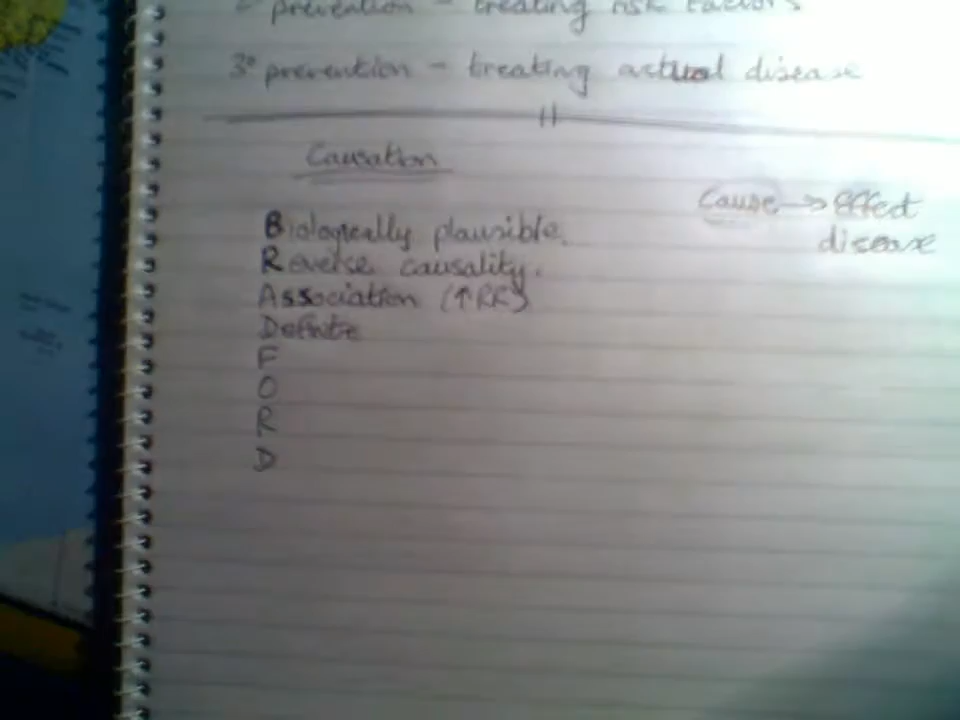 prevention - treating risk factors
3° prevention - treating actual disease
Causation
Cause → Effect
disease
Biologically plausible.
Reverse causality.
Association (↑RR)
Definite
F
O
R
D